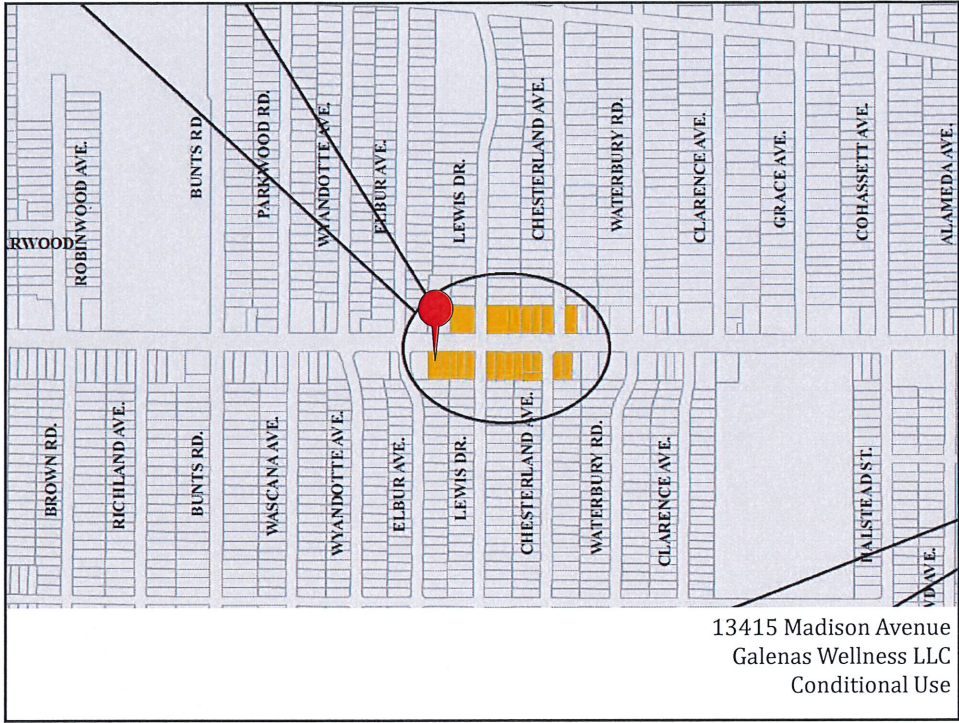 ROBINWOOD AVE.
BUNTS RD.
PARKWOOD RD.
WYANDOTTE AVE.
ELBUR AVE.
LEWIS DR.
CHESTERLAND AVE.
WATERBURY RD.
CLARENCE AVE.
GRACE AVE.
COHASSETT AVE.
ALAMEDA AVE.
RWOOD
BROWN RD.
RICHLAND AVE.
BUNTS RD.
WASCANA AVE.
WYANDOTTE AVE.
ELBUR AVE.
LEWIS DR.
CHESTERLAND AVE.
WATERBURY RD.
CLARENCE AVE.
HALSTEAD ST.
AVE.
13415 Madison Avenue
Galenas Wellness LLC
Conditional Use